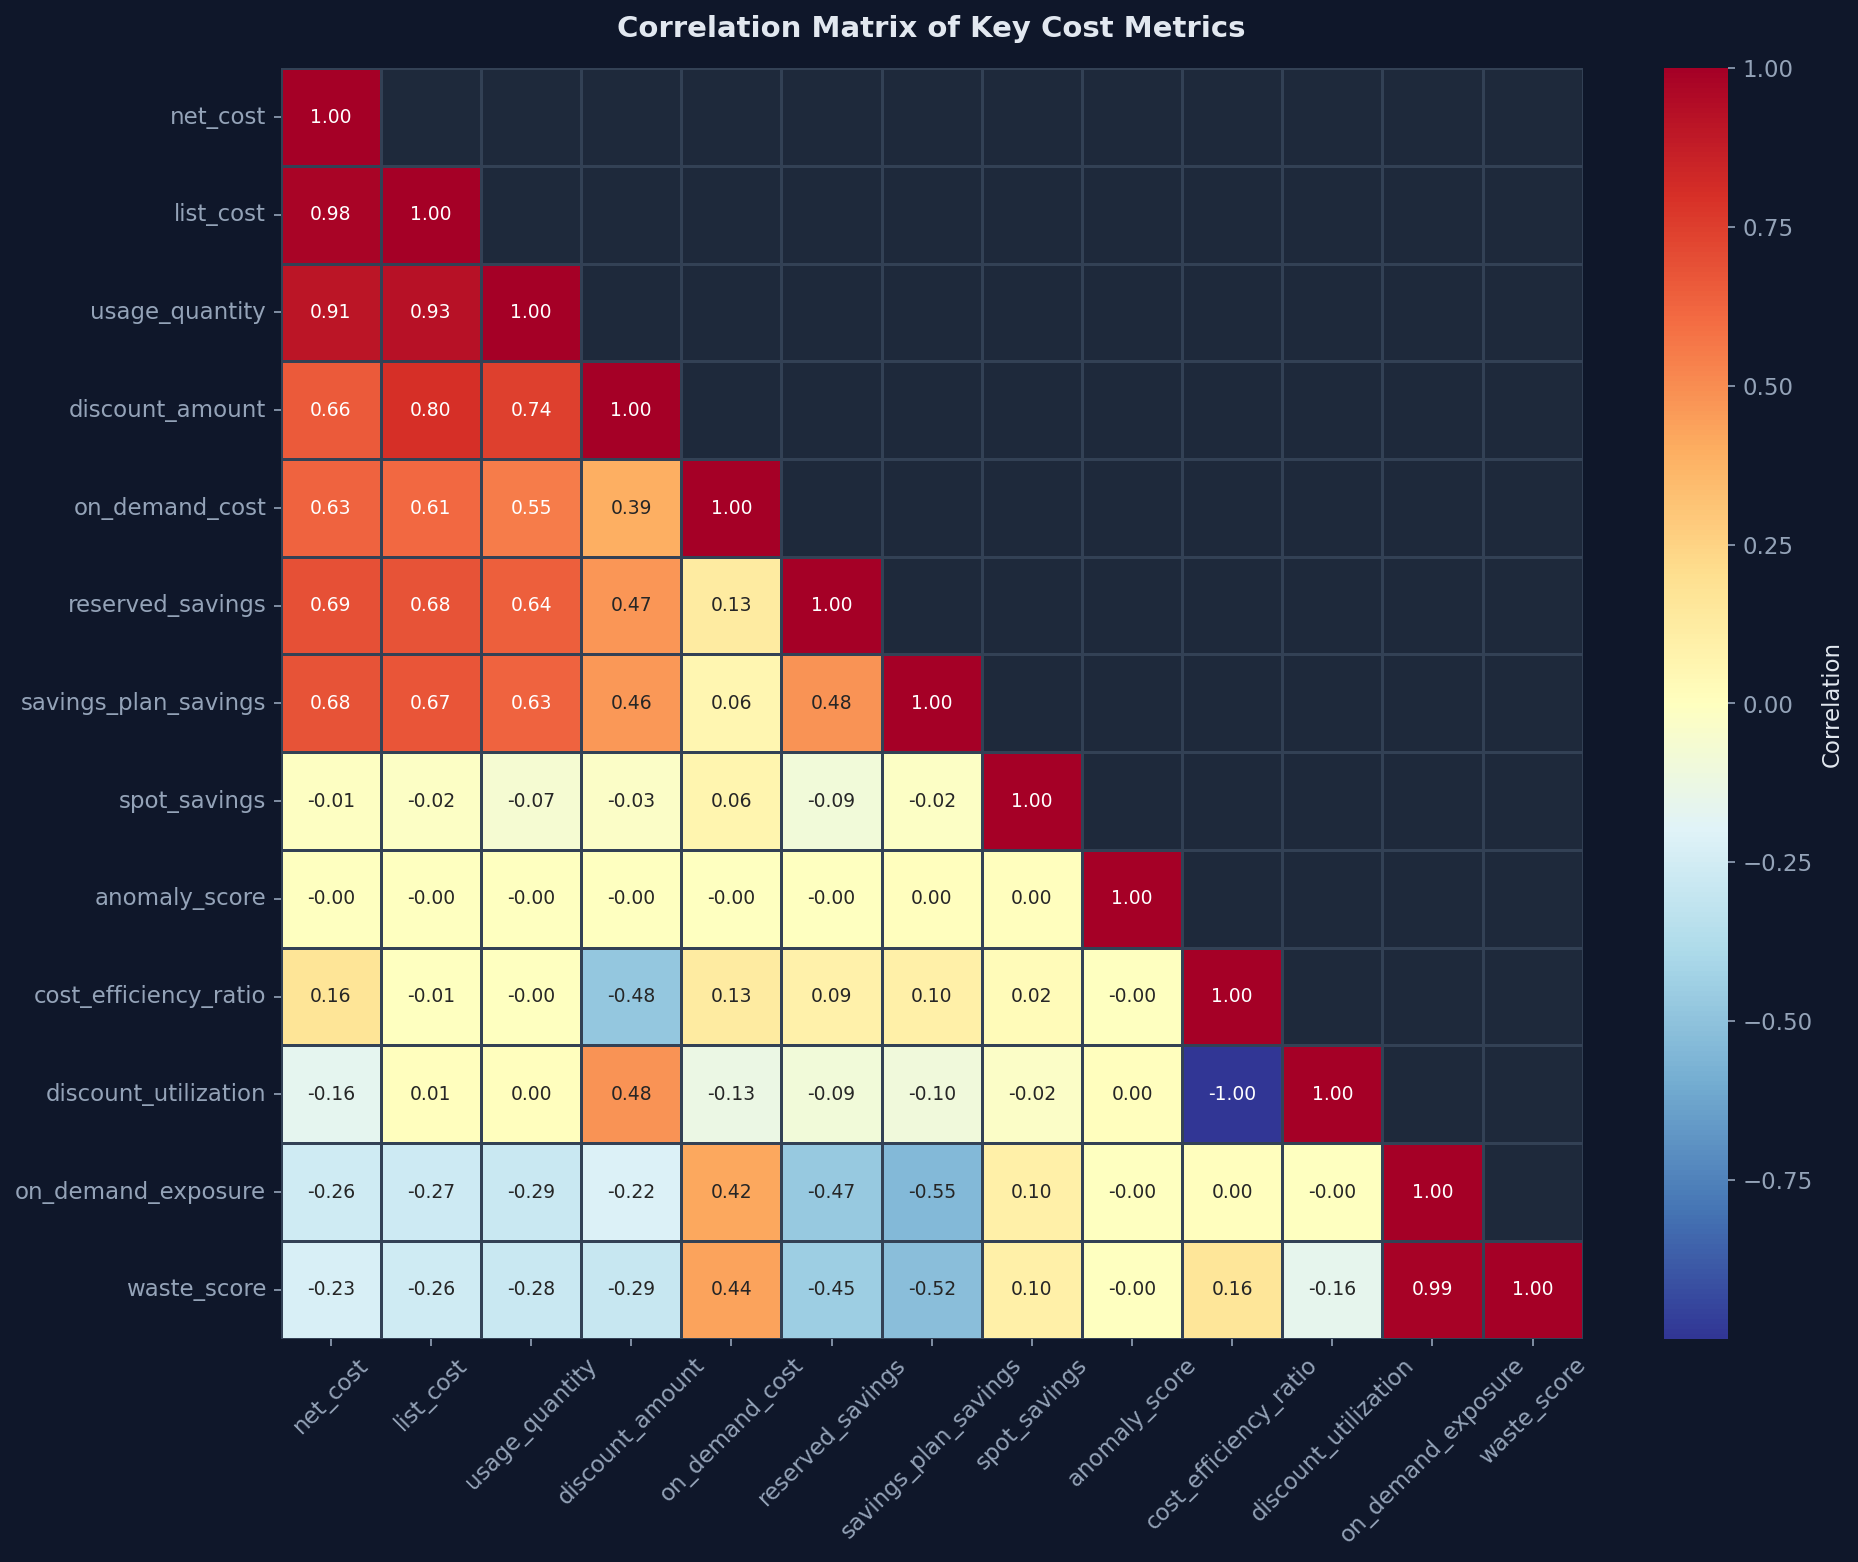 Correlation Matrix of Key Cost Metrics
net_cost 1.00
list_cost 0.98 1.00
usage_quantity 0.91 0.93 1.00
discount_amount 0.66 0.80 0.74 1.00
on_demand_cost 0.63 0.61 0.55 0.39 1.00
reserved_savings 0.69 0.68 0.64 0.47 0.13 1.00
savings_plan_savings 0.68 0.67 0.63 0.46 0.06 0.48 1.00
spot_savings -0.01 -0.02 -0.07 -0.03 0.06 -0.09 -0.02 1.00
anomaly_score -0.00 -0.00 -0.00 -0.00 -0.00 -0.00 0.00 0.00 1.00
cost_efficiency_ratio 0.16 -0.01 -0.00 -0.48 0.13 0.09 0.10 0.02 -0.00 1.00
discount_utilization -0.16 0.01 0.00 0.48 -0.13 -0.09 -0.10 -0.02 0.00 -1.00 1.00
on_demand_exposure -0.26 -0.27 -0.29 -0.22 0.42 -0.47 -0.55 0.10 -0.00 0.00 -0.00 1.00
waste_score -0.23 -0.26 -0.28 -0.29 0.44 -0.45 -0.52 0.10 -0.00 0.16 -0.16 0.99 1.00
net_cost
list_cost
usage_quantity
discount_amount
on_demand_cost
reserved_savings
savings_plan_savings
spot_savings
anomaly_score
cost_efficiency_ratio
discount_utilization
on_demand_exposure
waste_score
1.00
0.75
0.50
0.25
0.00
−0.25
−0.50
−0.75
Correlation